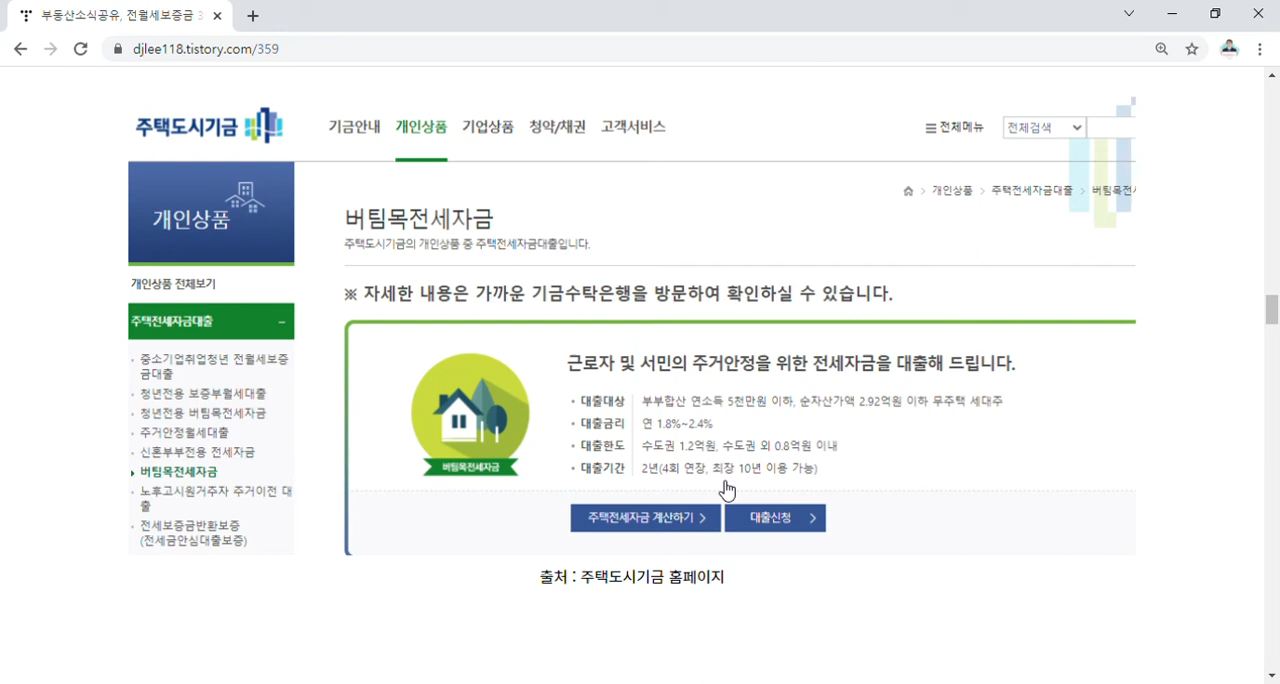 부동산소식공유, 전월세보증금
djlee118.tistory.com/359
주택도시기금
기금안내 개인상품 기업상품 청약/채권 고객서비스
전체메뉴 전체검색
개인상품 > 주택전세자금대출 > 버팀목전
개인상품
버팀목전세자금
주택도시기금의 개인상품 중 주택전세자금대출입니다.
개인상품 전체보기
※ 자세한 내용은 가까운 기금수탁은행을 방문하여 확인하실 수 있습니다.
주택전세자금대출
중소기업취업청년 전월세보증
금대출
청년전용 보증부월세대출
청년전용 버팀목전세자금
주거안정월세대출
신혼부부전용 전세자금
버팀목전세자금
노후고시원거주자 주거이전 대
출
전세보증금반환보증
(전세금안심대출보증)
근로자 및 서민의 주거안정을 위한 전세자금을 대출해 드립니다.
대출대상 부부합산 연소득 5천만원 이하, 순자산가액 2.92억원 이하 무주택 세대주
대출금리 연 1.8%~2.4%
대출한도 수도권 1.2억원, 수도권 외 0.8억원 이내
대출기간 2년(4회 연장, 최장 10년 이용 가능)
버팀목전세자금
주택전세자금 계산하기 > 대출신청 >
출처 : 주택도시기금 홈페이지